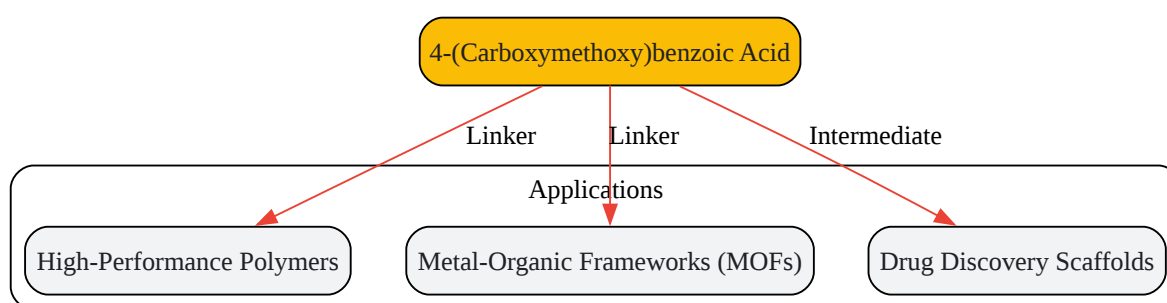 4-(Carboxymethoxy)benzoic Acid
Linker
Linker
Intermediate
Applications
High-Performance Polymers
Metal-Organic Frameworks (MOFs)
Drug Discovery Scaffolds